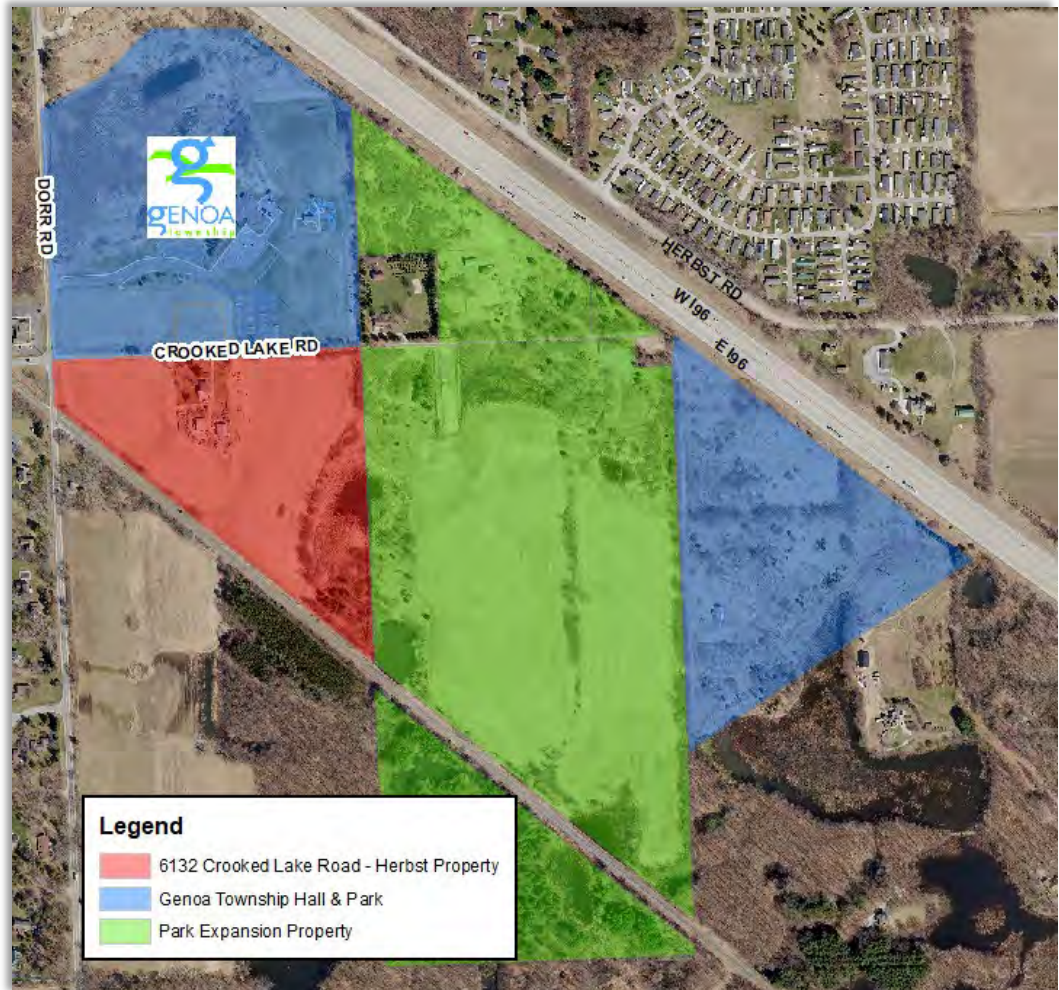 genoa
township
DORR RD
HERBST RD
W I96
E I96
CROOKED LAKE RD
Legend
6132 Crooked Lake Road - Herbst Property
Genoa Township Hall & Park
Park Expansion Property